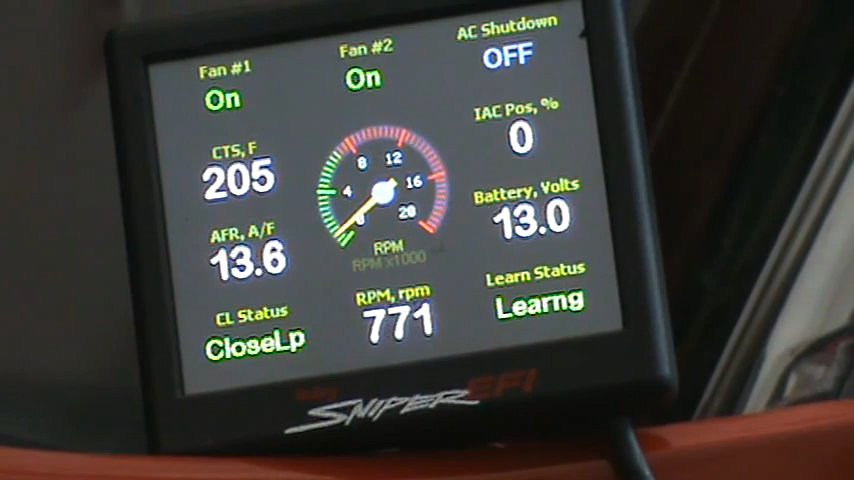 Fan #1
On
Fan #2
On
AC Shutdown
OFF
CTS, F
205
IAC Pos, %
0
8 12
4 16
0 20
RPM
RPM x1000
AFR, A/F
13.6
Battery, Volts
13.0
CL Status
CloseLp
RPM, rpm
771
Learn Status
Learng
SNIPER EFI